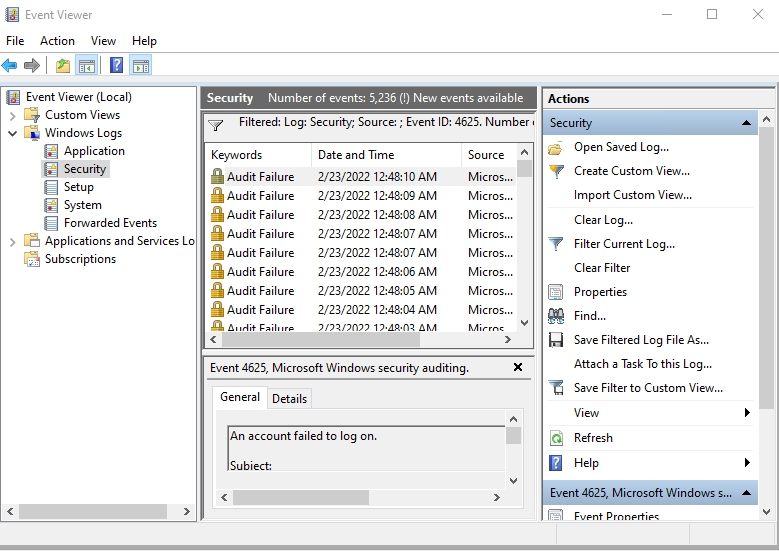 Event Viewer
File Action View Help
Event Viewer (Local)
Custom Views
Windows Logs
Application
Security
Setup
System
Forwarded Events
Applications and Services Lo
Subscriptions
Security Number of events: 5,236 (!) New events available
Filtered: Log: Security; Source: ; Event ID: 4625. Number
Keywords Date and Time Source
Audit Failure 2/23/2022 12:48:10 AM Micros...
Audit Failure 2/23/2022 12:48:09 AM Micros...
Audit Failure 2/23/2022 12:48:08 AM Micros...
Audit Failure 2/23/2022 12:48:07 AM Micros...
Audit Failure 2/23/2022 12:48:07 AM Micros...
Audit Failure 2/23/2022 12:48:06 AM Micros...
Audit Failure 2/23/2022 12:48:05 AM Micros...
Audit Failure 2/23/2022 12:48:04 AM Micros...
Audit Failure 2/23/2022 12:48:03 AM Micros...
Event 4625, Microsoft Windows security auditing.
General Details
An account failed to log on.
Subject:
Actions
Security
Open Saved Log...
Create Custom View...
Import Custom View...
Clear Log...
Filter Current Log...
Clear Filter
Properties
Find...
Save Filtered Log File As...
Attach a Task To this Log...
Save Filter to Custom View...
View
Refresh
Help
Event 4625, Microsoft Windows s...
Event Properties